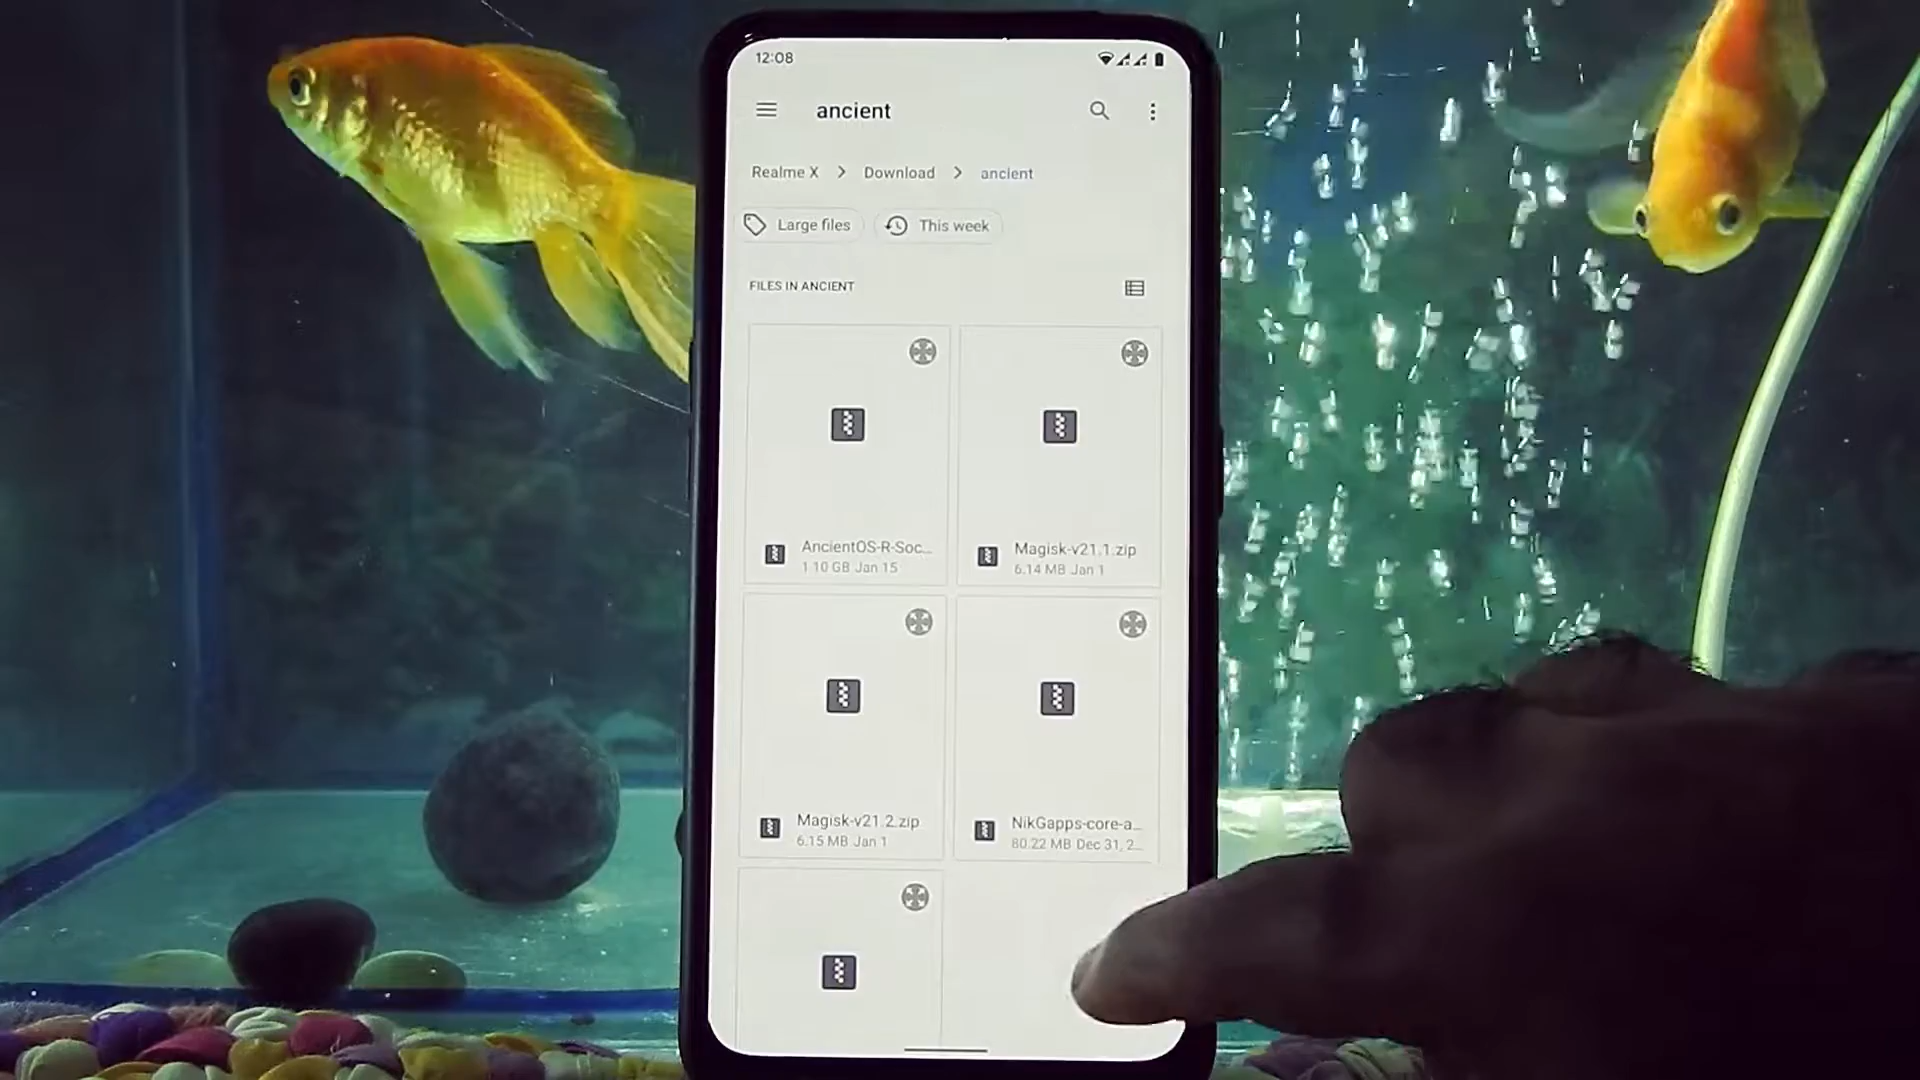 12:08
ancient
Realme X > Download > ancient
Large files
This week
FILES IN ANCIENT
AncientOS-R-Soc...
1.10 GB Jan 15
Magisk-v21.1.zip
6.14 MB Jan 1
Magisk-v21.2.zip
6.15 MB Jan 1
NikGapps-core-a...
80.22 MB Dec 31, 2...